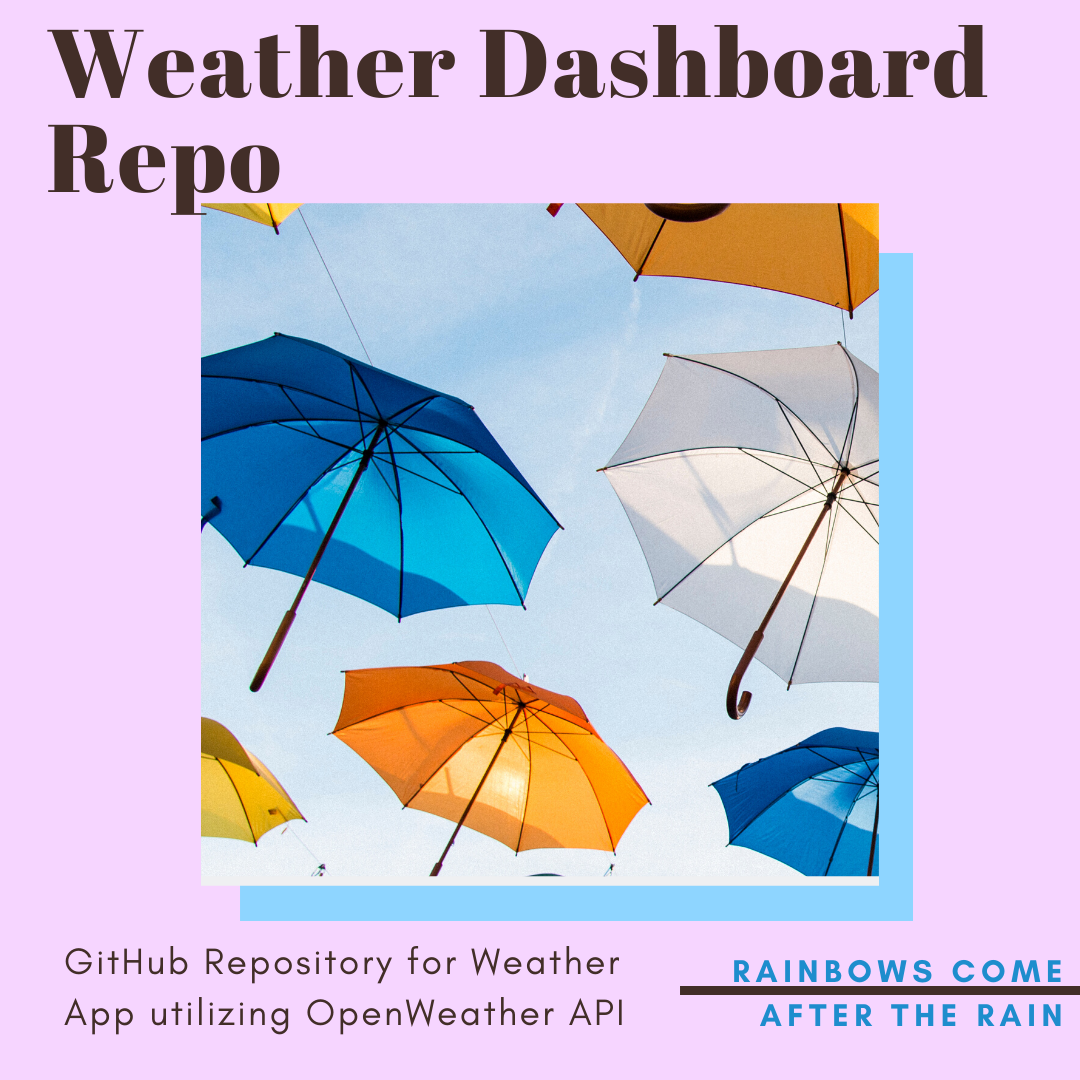 Weather Dashboard
Repo
GitHub Repository for Weather
App utilizing OpenWeather API
RAINBOWS COME
AFTER THE RAIN